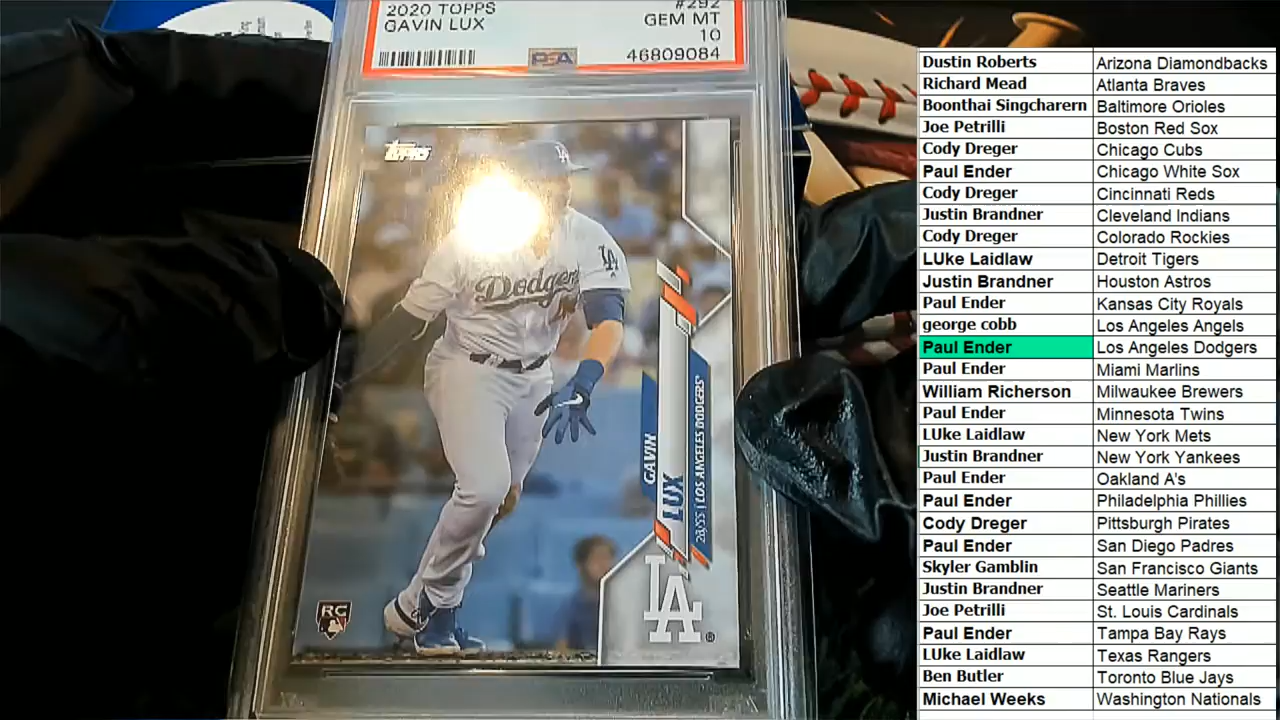 2020 TOPPS
#292
GAVIN LUX
GEM MT
10
PSA
46809084
TOPPS
LA
LA
Dodgers
GAVIN
LUX
2B/SS | LOS ANGELES DODGERS®
LA®
RC
Dustin Roberts Arizona Diamondbacks
Richard Mead Atlanta Braves
Boonthai Singcharern Baltimore Orioles
Joe Petrilli Boston Red Sox
Cody Dreger Chicago Cubs
Paul Ender Chicago White Sox
Cody Dreger Cincinnati Reds
Justin Brandner Cleveland Indians
Cody Dreger Colorado Rockies
LUke Laidlaw Detroit Tigers
Justin Brandner Houston Astros
Paul Ender Kansas City Royals
george cobb Los Angeles Angels
Paul Ender Los Angeles Dodgers
Paul Ender Miami Marlins
William Richerson Milwaukee Brewers
Paul Ender Minnesota Twins
LUke Laidlaw New York Mets
Justin Brandner New York Yankees
Paul Ender Oakland A's
Paul Ender Philadelphia Phillies
Cody Dreger Pittsburgh Pirates
Paul Ender San Diego Padres
Skyler Gamblin San Francisco Giants
Justin Brandner Seattle Mariners
Joe Petrilli St. Louis Cardinals
Paul Ender Tampa Bay Rays
LUke Laidlaw Texas Rangers
Ben Butler Toronto Blue Jays
Michael Weeks Washington Nationals